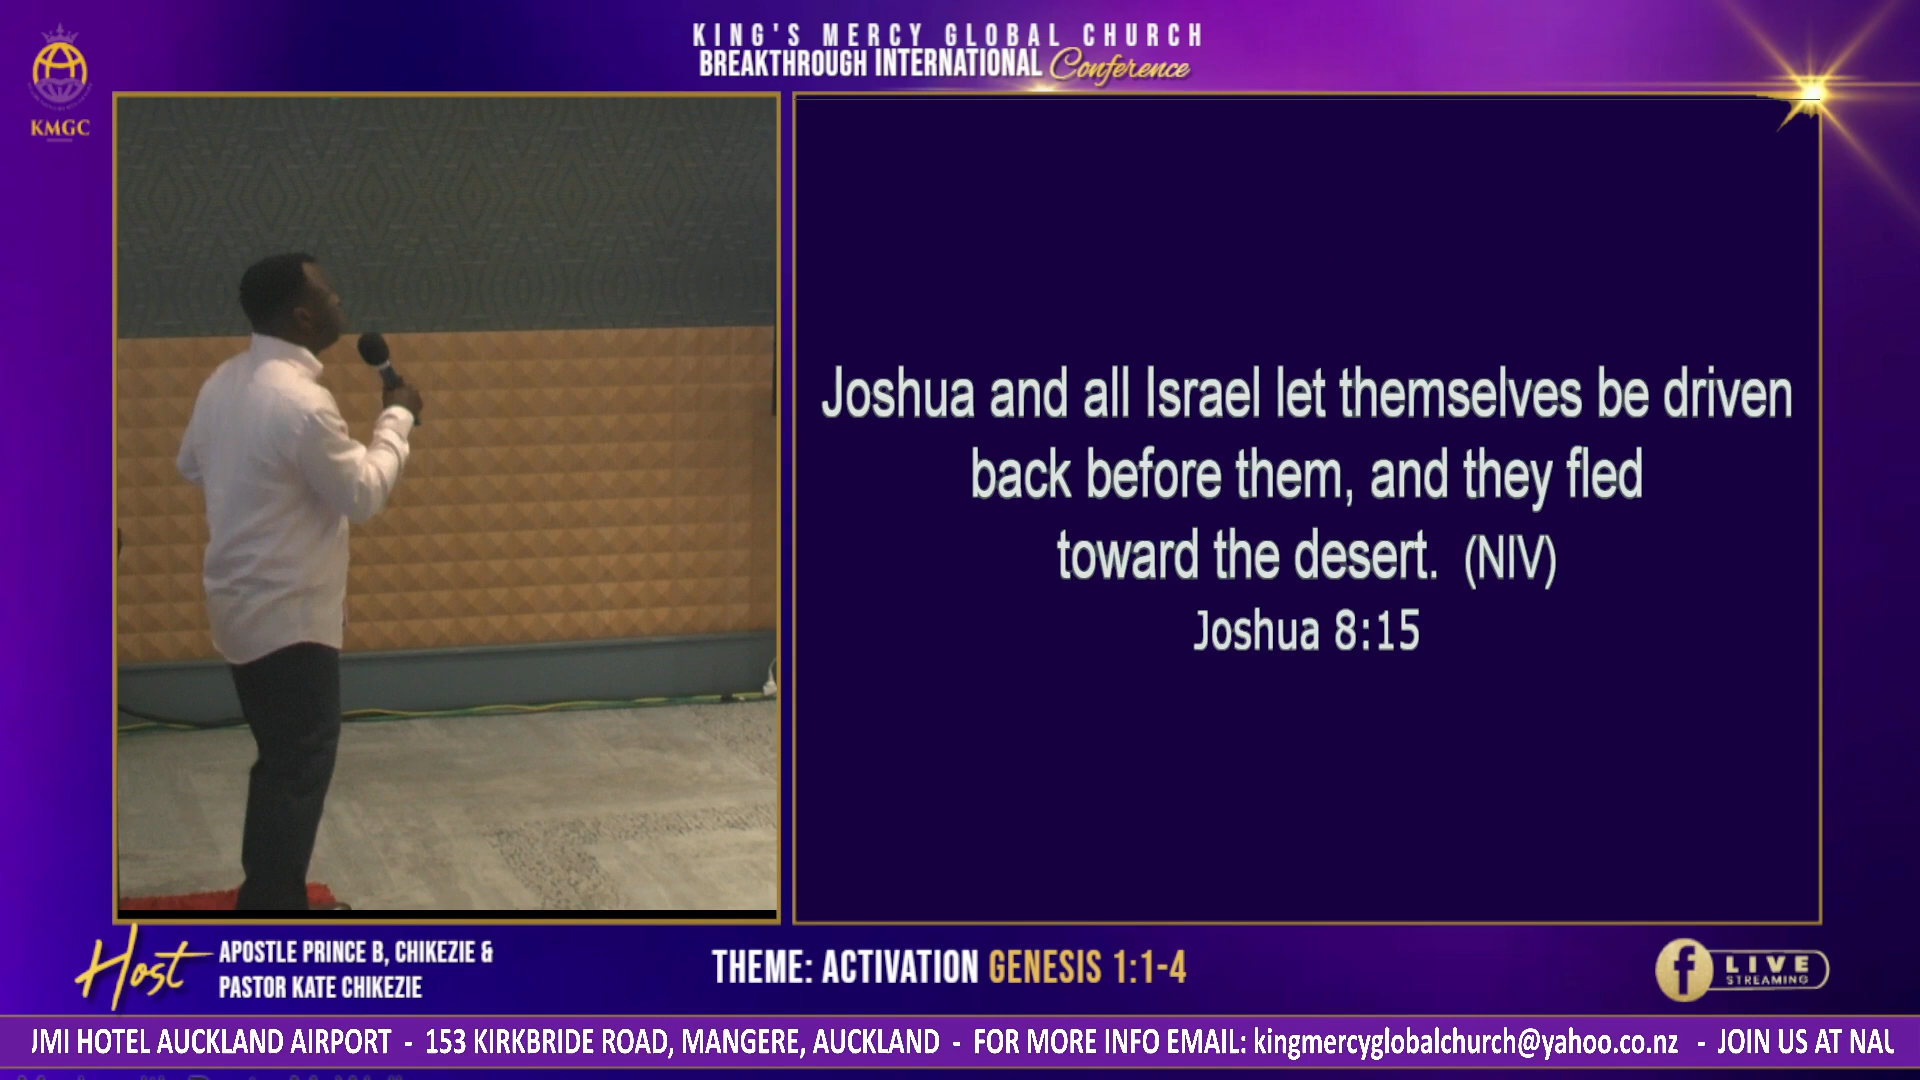 KING'S MERCY GLOBAL CHURCH
BREAKTHROUGH INTERNATIONAL Conference
KMGC
Joshua and all Israel let themselves be driven
back before them, and they fled
toward the desert. (NIV)
Joshua 8:15
Host
APOSTLE PRINCE B, CHIKEZIE &
PASTOR KATE CHIKEZIE
THEME: ACTIVATION GENESIS 1:1-4
f LIVE
STREAMING
HOTEL AUCKLAND AIRPORT - 153 KIRKBRIDE ROAD, MANGERE, AUCKLAND - FOR MORE INFO EMAIL: kingmercyglobalchurch@yahoo.co.nz - JOIN US AT